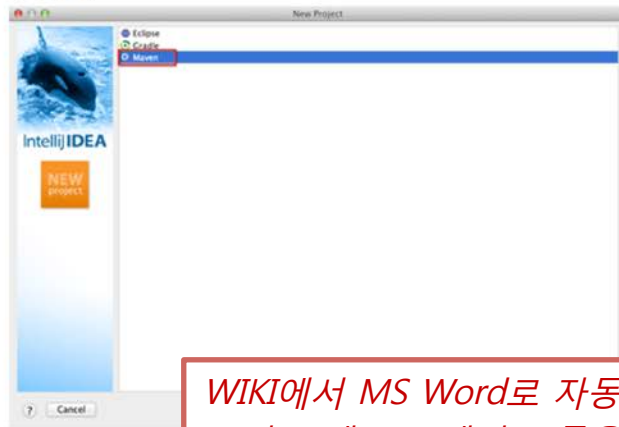 New Project
Eclipse
Gradle
Maven
IntelliJ IDEA
NEW
project
? Cancel
WIKI에서 MS Word로 자동